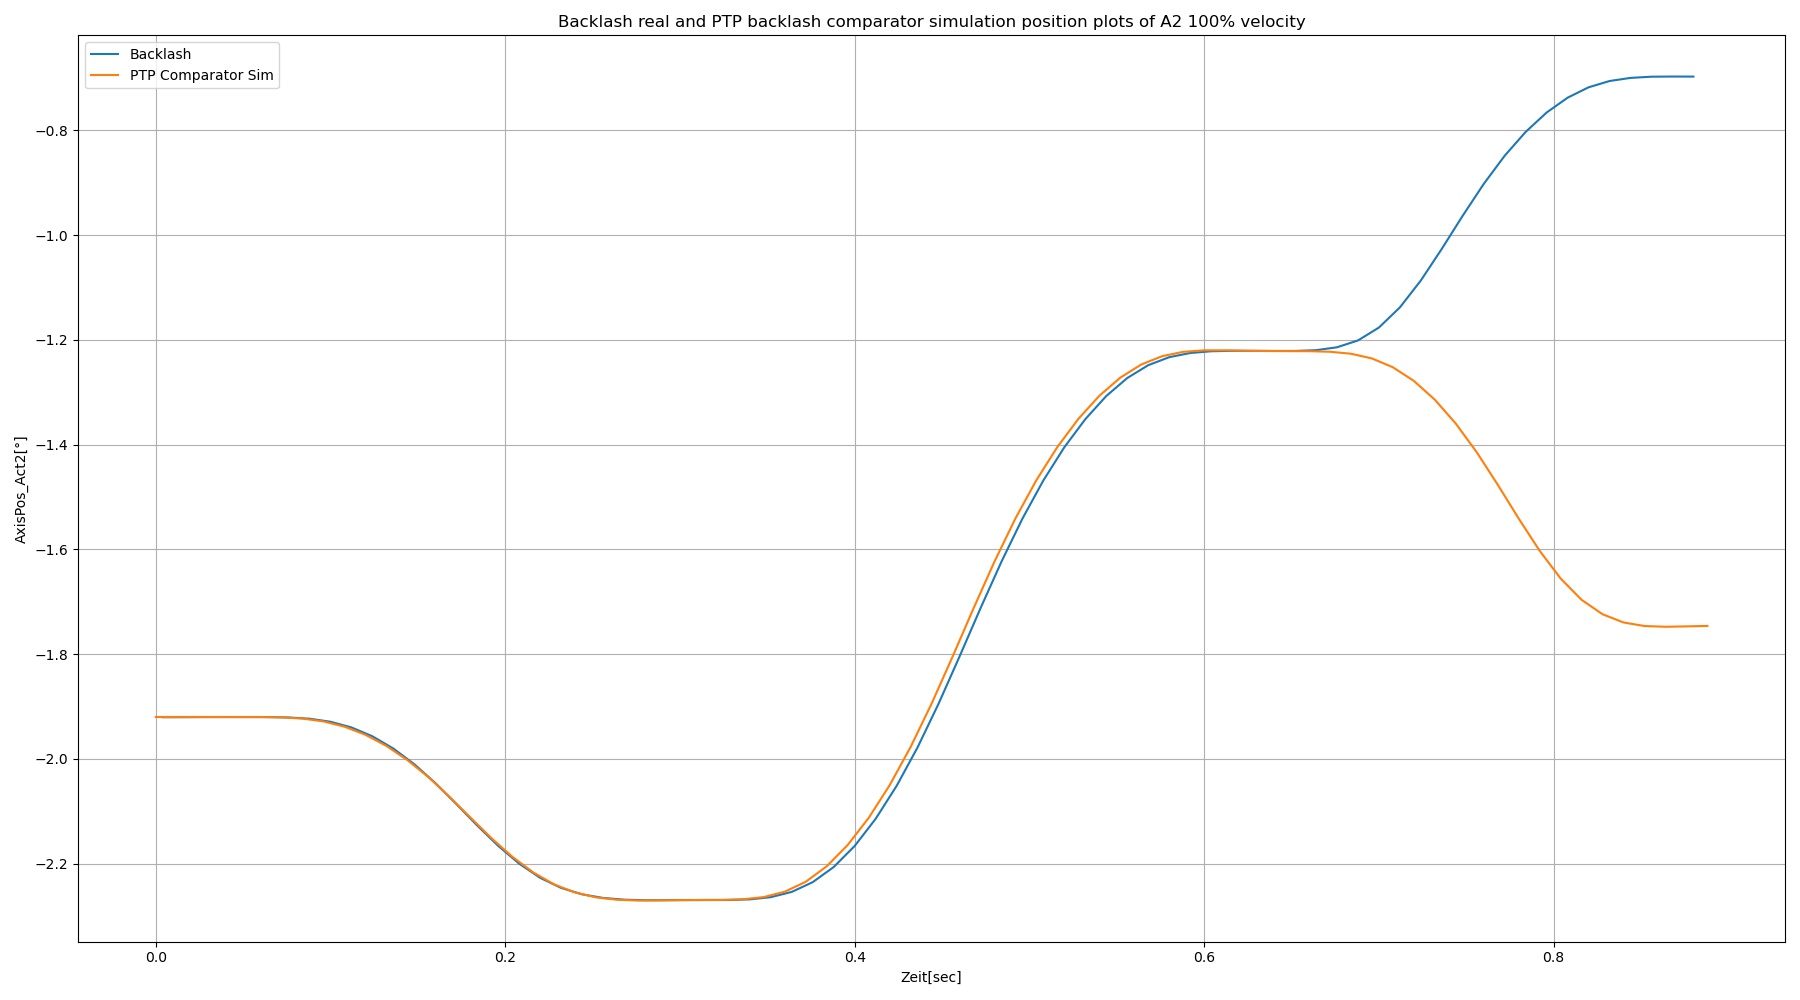 Backlash real and PTP backlash comparator simulation position plots of A2 100% velocity
Backlash
PTP Comparator Sim
AxisPos_Act2[°]
−0.8
−1.0
−1.2
−1.4
−1.6
−1.8
−2.0
−2.2
0.0
0.2
0.4
0.6
0.8
Zeit[sec]